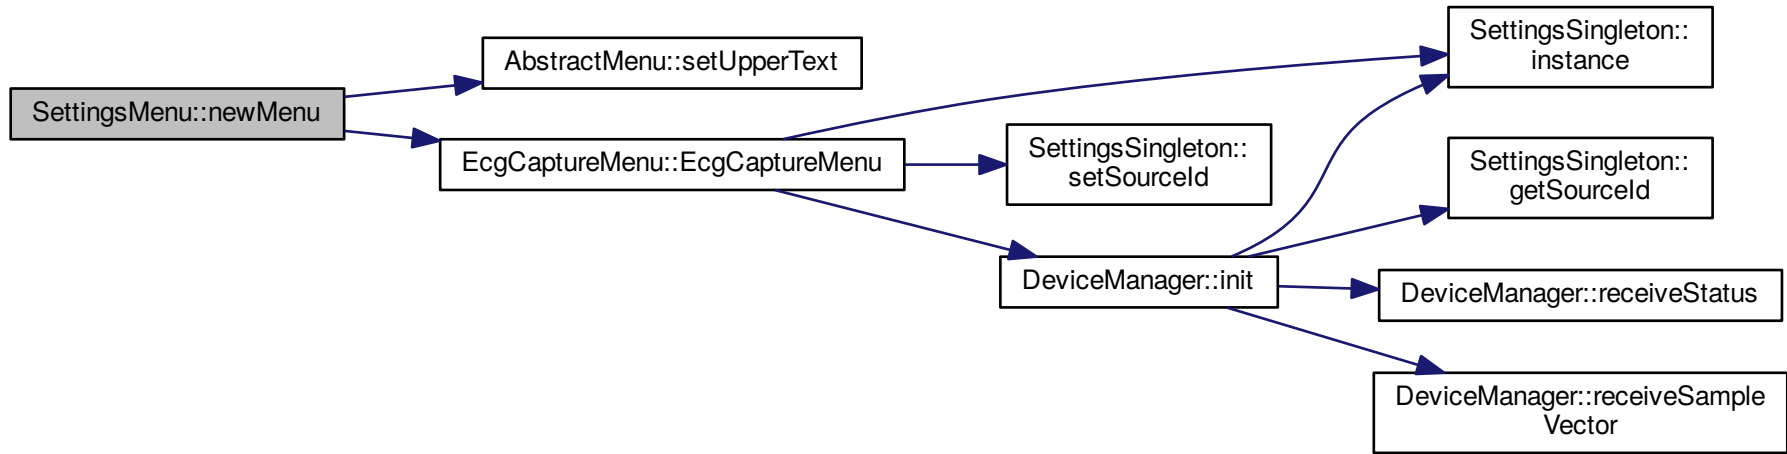 SettingsMenu::newMenu
AbstractMenu::setUpperText
EcgCaptureMenu::EcgCaptureMenu
SettingsSingleton::
setSourceId
DeviceManager::init
SettingsSingleton::
instance
SettingsSingleton::
getSourceId
DeviceManager::receiveStatus
DeviceManager::receiveSample
Vector